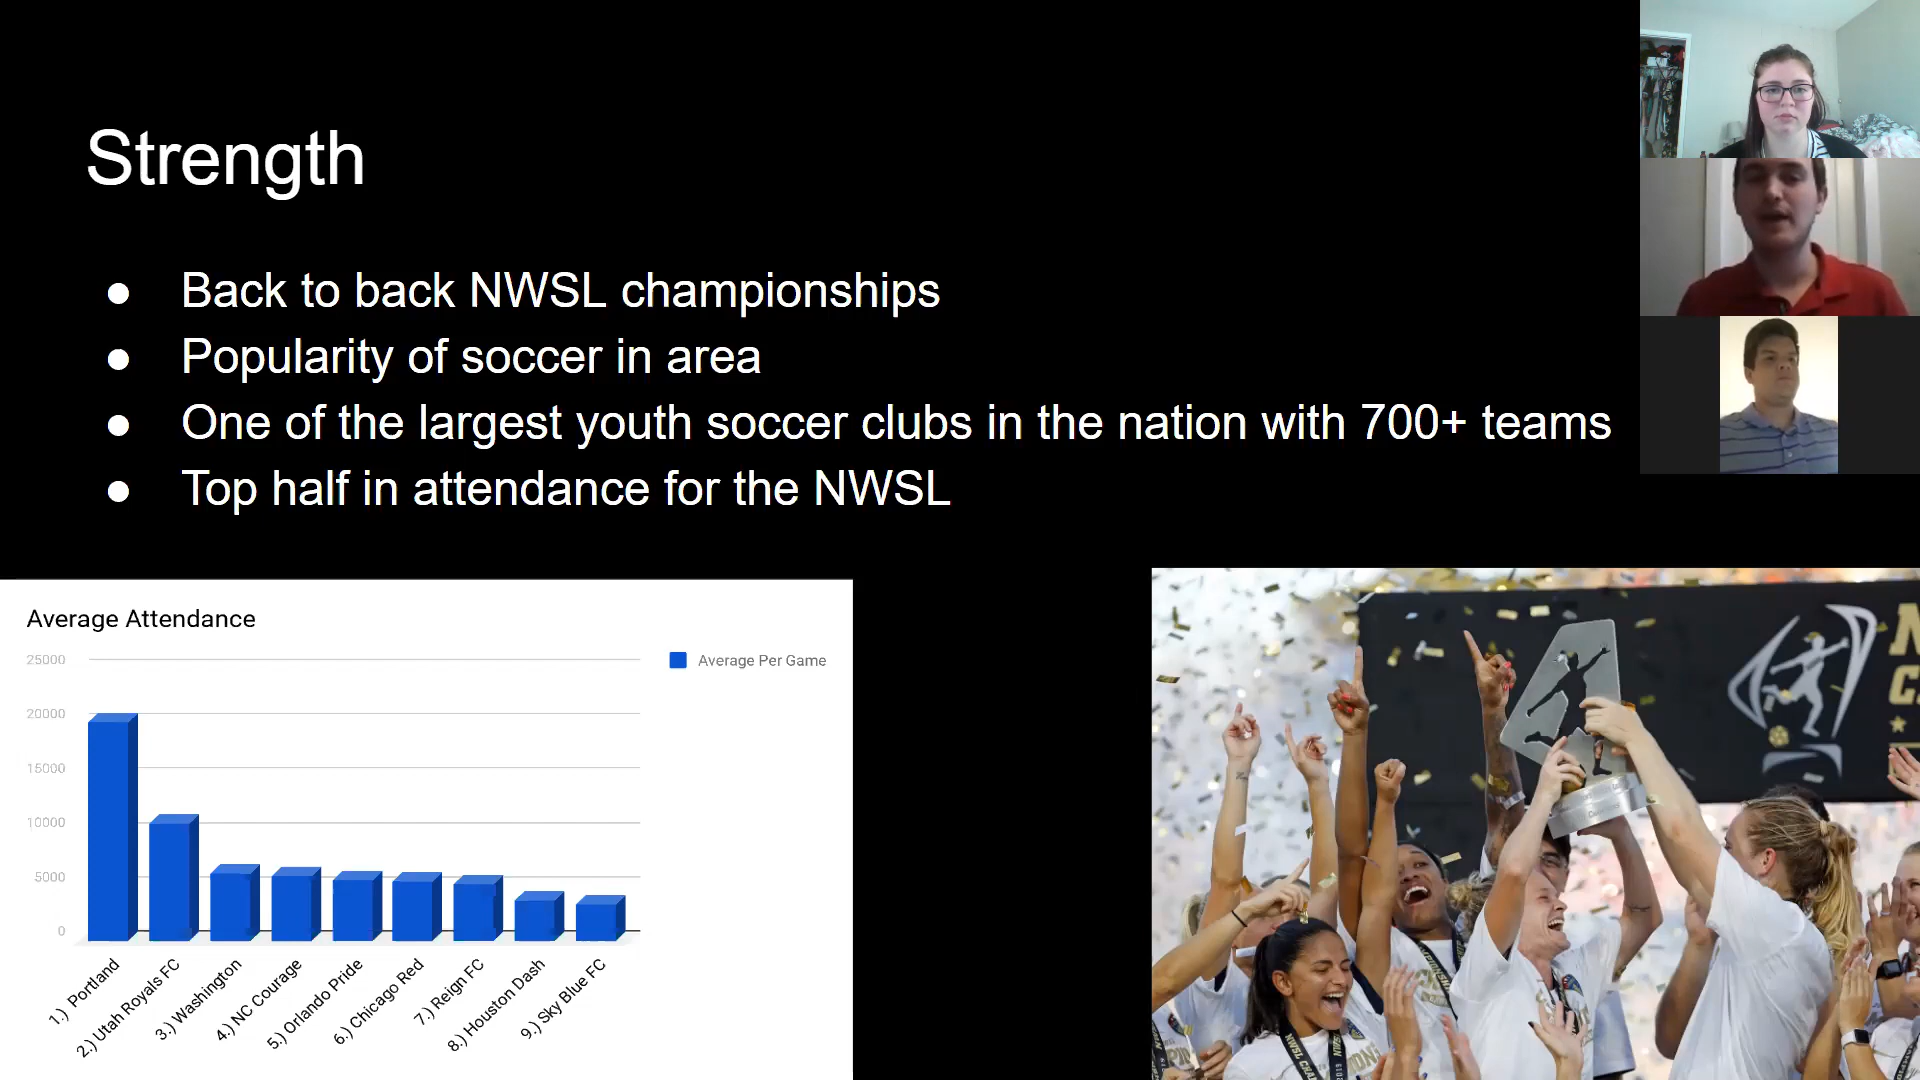 Strength
● Back to back NWSL championships
● Popularity of soccer in area
● One of the largest youth soccer clubs in the nation with 700+ teams
● Top half in attendance for the NWSL
Average Attendance
Average Per Game
25000
20000
15000
10000
5000
0
1.) Portland
2.) Utah Royals FC
3.) Washington
4.) NC Courage
5.) Orlando Pride
6.) Chicago Red
7.) Reign FC
8.) Houston Dash
9.) Sky Blue FC